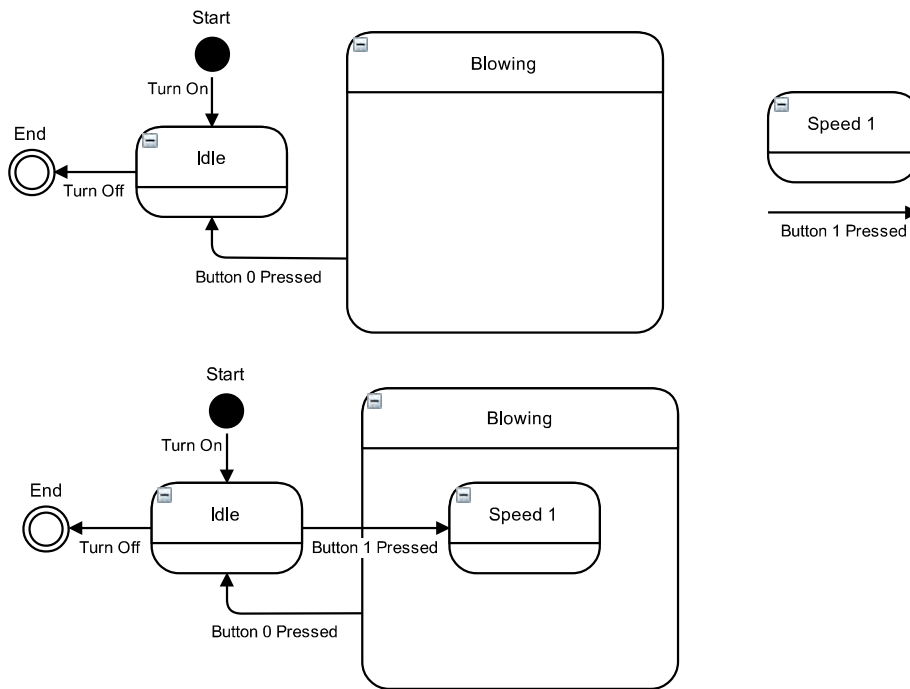 Start
Blowing
Turn On
Speed 1
End
Idle
Turn Off
Button 1 Pressed
Button 0 Pressed
Start
Blowing
Turn On
End
Idle
Speed 1
Turn Off
Button 1 Pressed
Button 0 Pressed